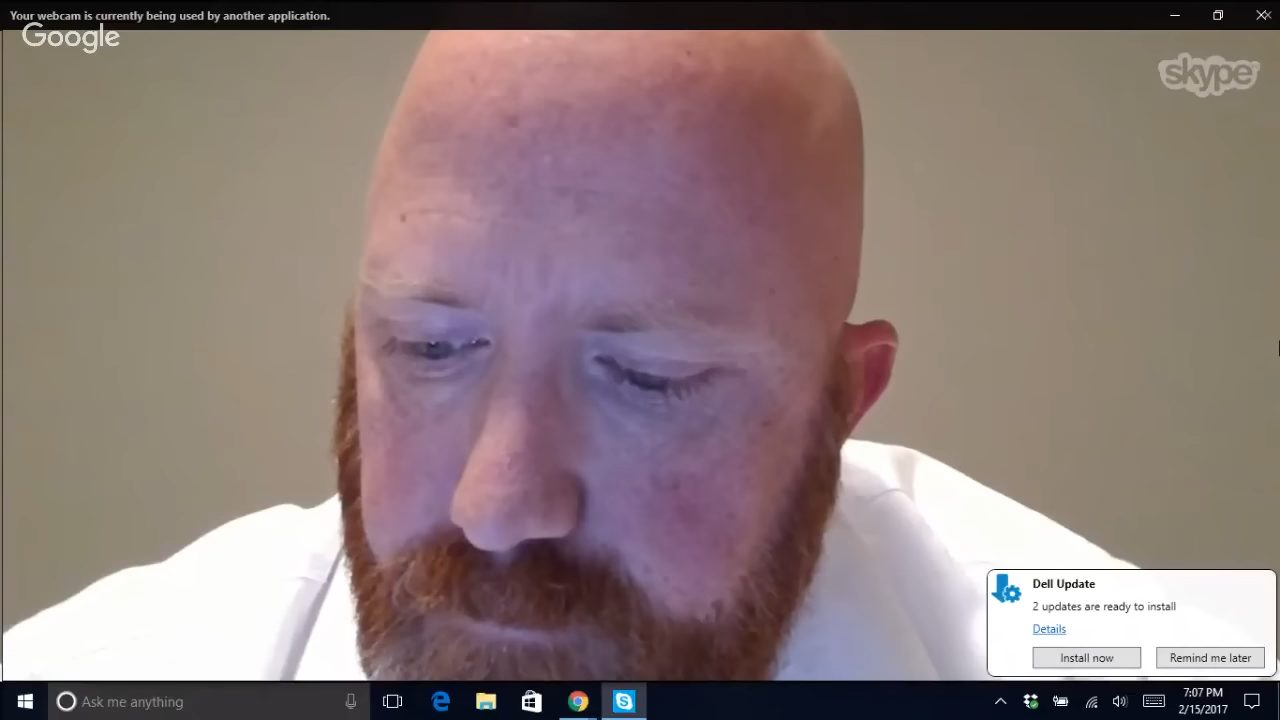 Your webcam is currently being used by another application.
Google
skype
Dell Update
2 updates are ready to install
Details
Install now
Remind me later
Ask me anything
7:07 PM
2/15/2017